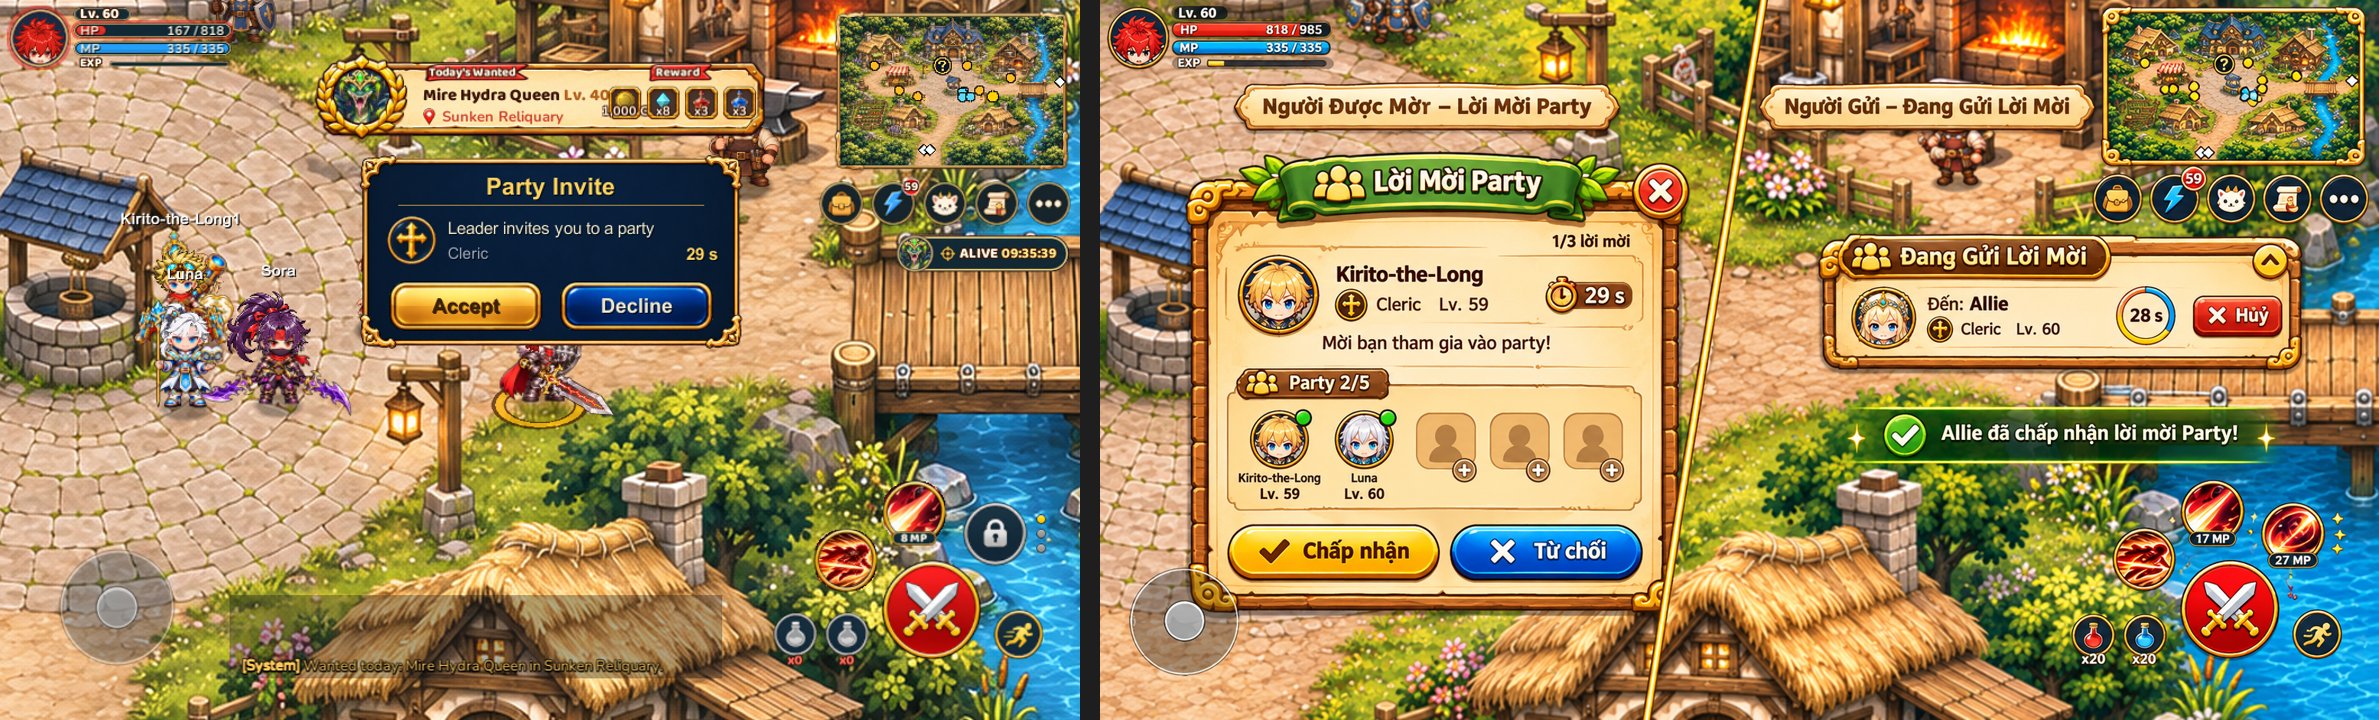 Lv. 60
HP 167 / 818
MP 335 / 335
EXP
Today's Wanted
Reward
Mire Hydra Queen Lv. 40
Sunken Reliquary
1,000 x8 x3 x3
Party Invite
Leader invites you to a party
Cleric 29 s
Accept Decline
59
ALIVE 09:35:39
Kirito-the-Long1
Luna
Sora
8 MP
x0 x0
[System] Wanted today: Mire Hydra Queen in Sunken Reliquary.
Lv. 60
HP 818 / 985
MP 335 / 335
EXP
Người Được Mờr – Lời Mời Party
Lời Mời Party
1/3 lời mời
Kirito-the-Long
Cleric Lv. 59
29 s
Mời bạn tham gia vào party!
Party 2/5
Kirito-the-Long
Lv. 59
Luna
Lv. 60
Chấp nhận
Từ chối
Người Gửi – Đang Gửi Lời Mời
?
59
Đang Gửi Lời Mời
Đến: Allie
Cleric Lv. 60
28 s
Huỷ
Allie đã chấp nhận lời mời Party!
17 MP
27 MP
x20 x20